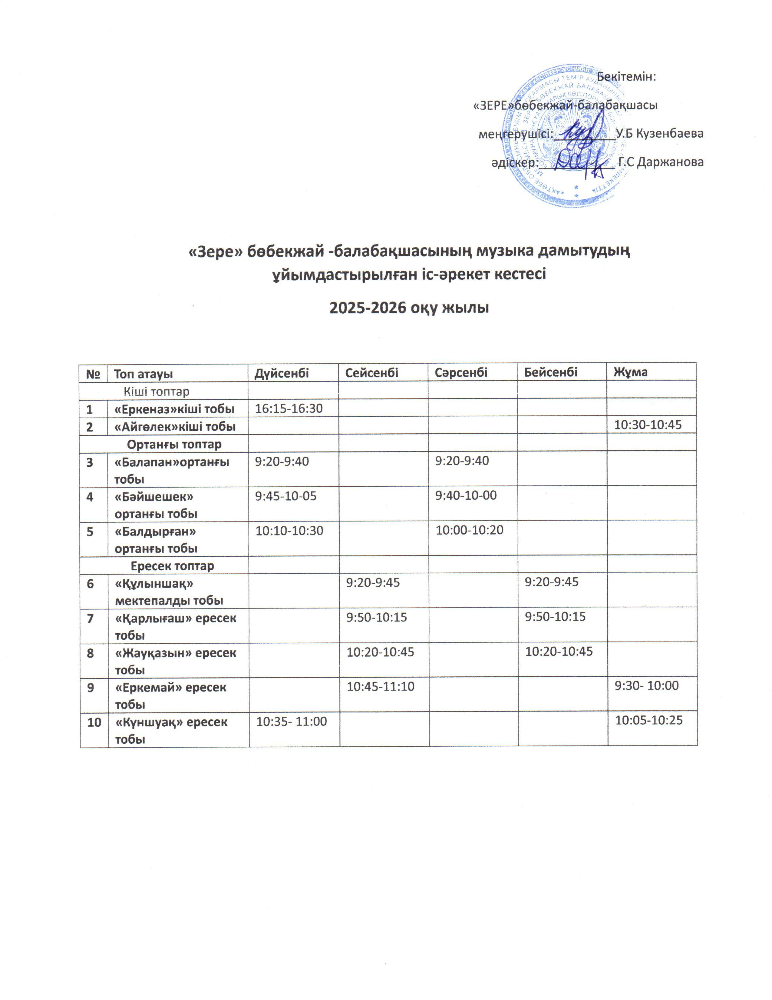 Бекітемін:
«ЗЕРЕ»бөбекжай-балабақшасы
меңгерушісі:__________У.Б Кузенбаева
әдіскер:____________ Г.С Даржанова
«Зере» бөбекжай -балабақшасының музыка дамытудың
ұйымдастырылған іс-әрекет кестесі
2025-2026 оқу жылы
№ Топ атауы Дүйсенбі Сейсенбі Сәрсенбі Бейсенбі Жұма
Кіші топтар
1 «Еркеназ»кіші тобы 16:15-16:30
2 «Айгөлек»кіші тобы 10:30-10:45
Ортанғы топтар
3 «Балапан»ортанғы 9:20-9:40 9:20-9:40
тобы
4 «Бәйшешек» 9:45-10-05 9:40-10-00
ортанғы тобы
5 «Балдырған» 10:10-10:30 10:00-10:20
ортанғы тобы
Ересек топтар
6 «Құлыншақ» 9:20-9:45 9:20-9:45
мектепалды тобы
7 «Қарлығаш» ересек 9:50-10:15 9:50-10:15
тобы
8 «Жауқазын» ересек 10:20-10:45 10:20-10:45
тобы
9 «Еркемай» ересек 10:45-11:10 9:30- 10:00
тобы
10 «Күншуақ» ересек 10:35- 11:00 10:05-10:25
тобы